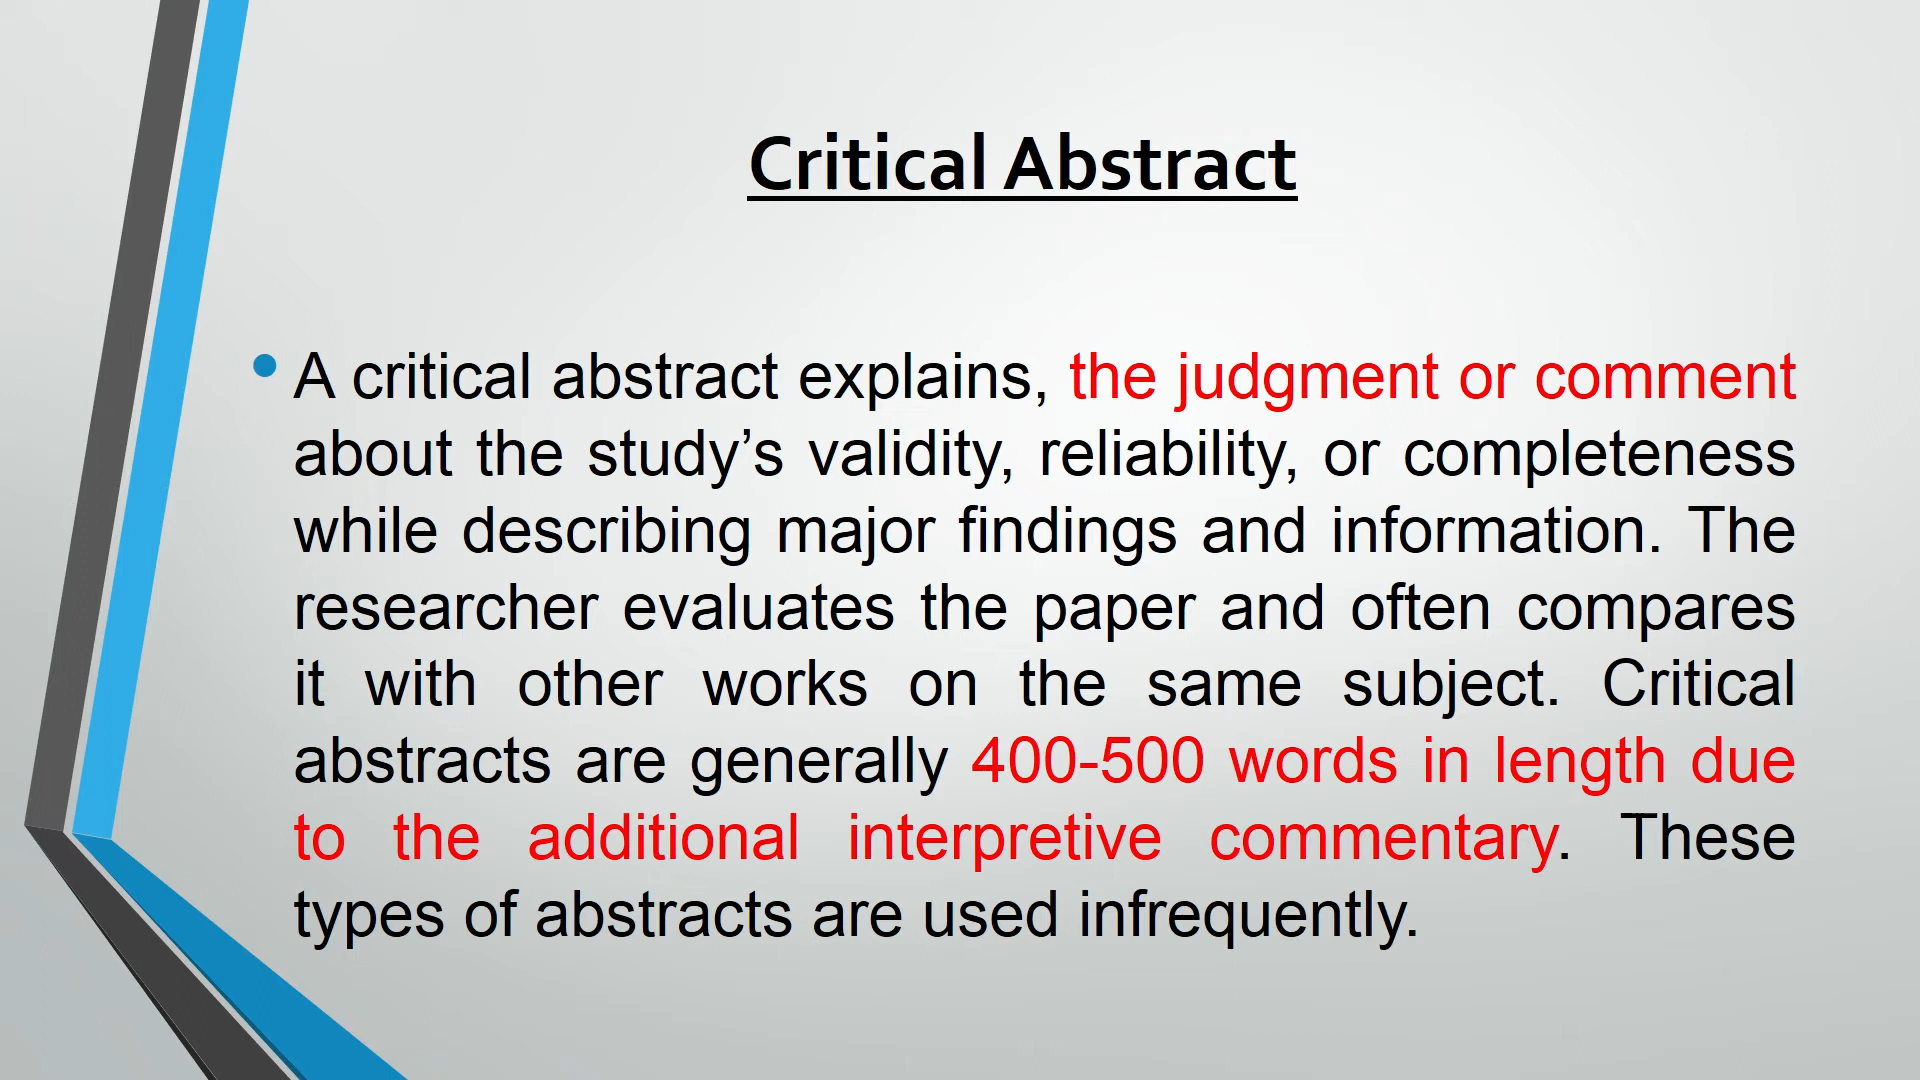 Critical Abstract
• A critical abstract explains, the judgment or comment
about the study’s validity, reliability, or completeness
while describing major findings and information. The
researcher evaluates the paper and often compares
it with other works on the same subject. Critical
abstracts are generally 400-500 words in length due
to the additional interpretive commentary. These
types of abstracts are used infrequently.